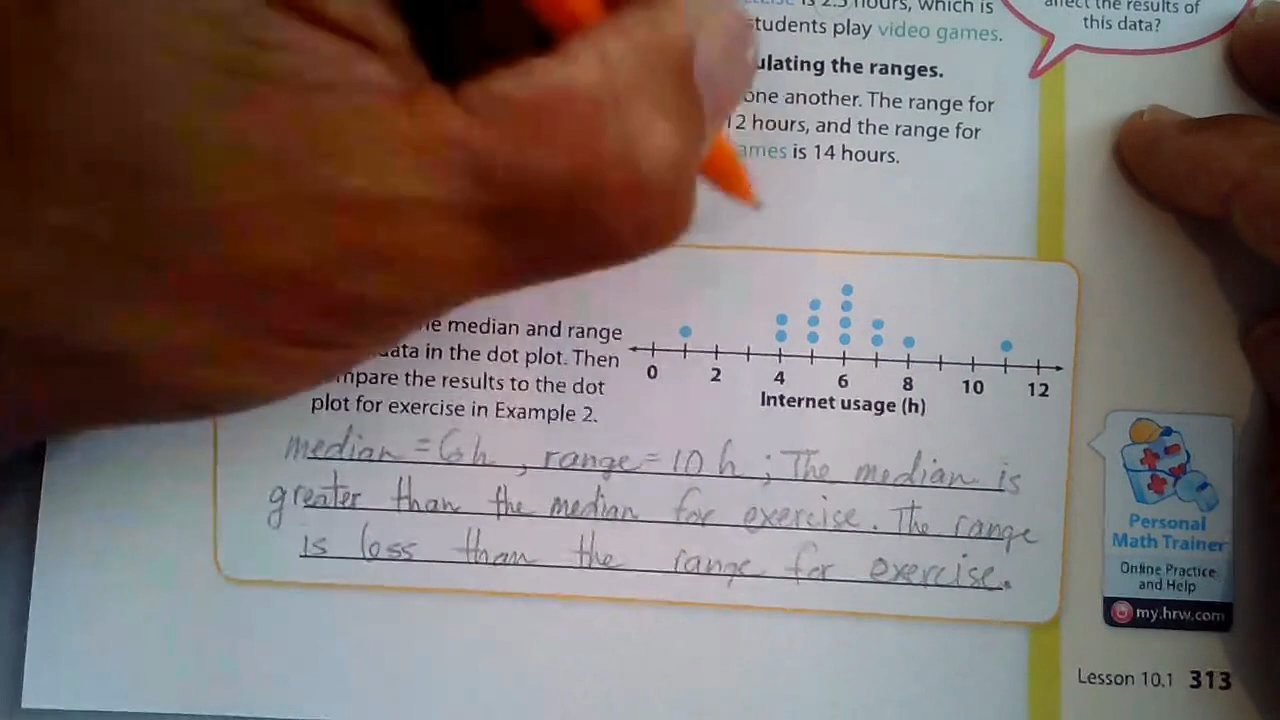 is 2.5 hours, which is
students play video games.
ulating the ranges.
one another. The range for
12 hours, and the range for
ames is 14 hours.
affect the results of
this data?
median and range
data in the dot plot. Then
mpare the results to the dot
plot for exercise in Example 2.
0 2 4 6 8 10 12
Internet usage (h)
median = 6h, range = 10 h ; The median is
greater than the median for exercise. The range
is loss than the range for exercise.
Personal
Math Trainer
Online Practice
and Help
my.hrw.com
Lesson 10.1 313